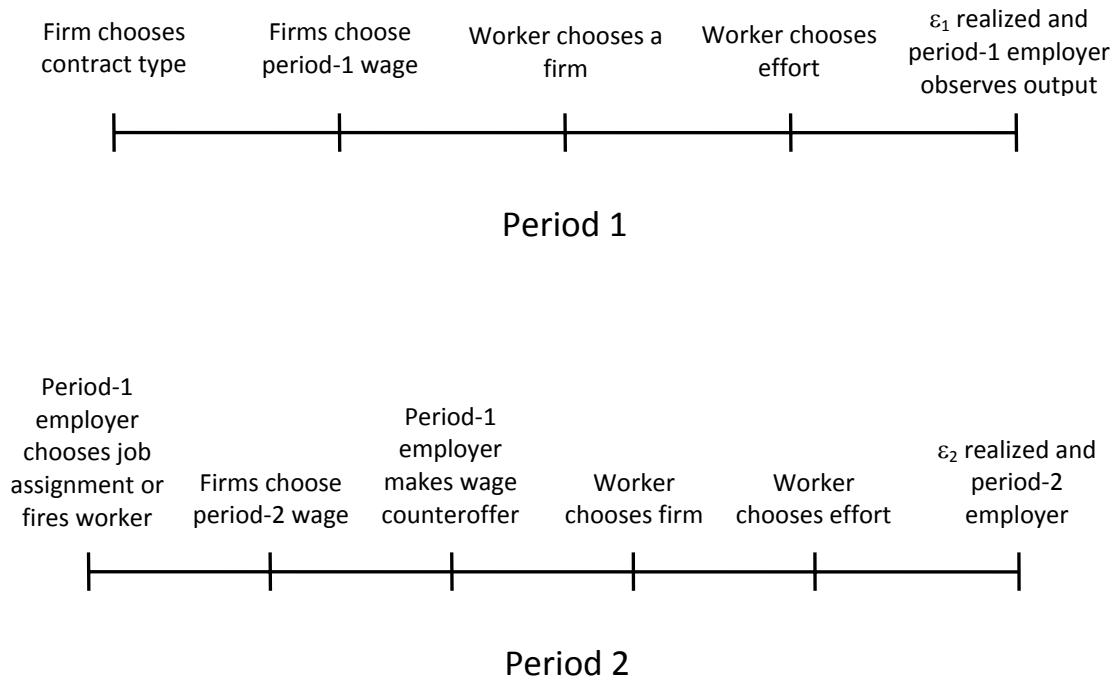 Firm chooses
contract type
Firms choose
period-1 wage
Worker chooses a
firm
Worker chooses
effort
ε1 realized and
period-1 employer
observes output
Period 1
Period-1
employer
chooses job
assignment or
fires worker
Firms choose
period-2 wage
Period-1
employer
makes wage
counteroffer
Worker
chooses firm
Worker
chooses effort
ε2 realized and
period-2
employer
Period 2